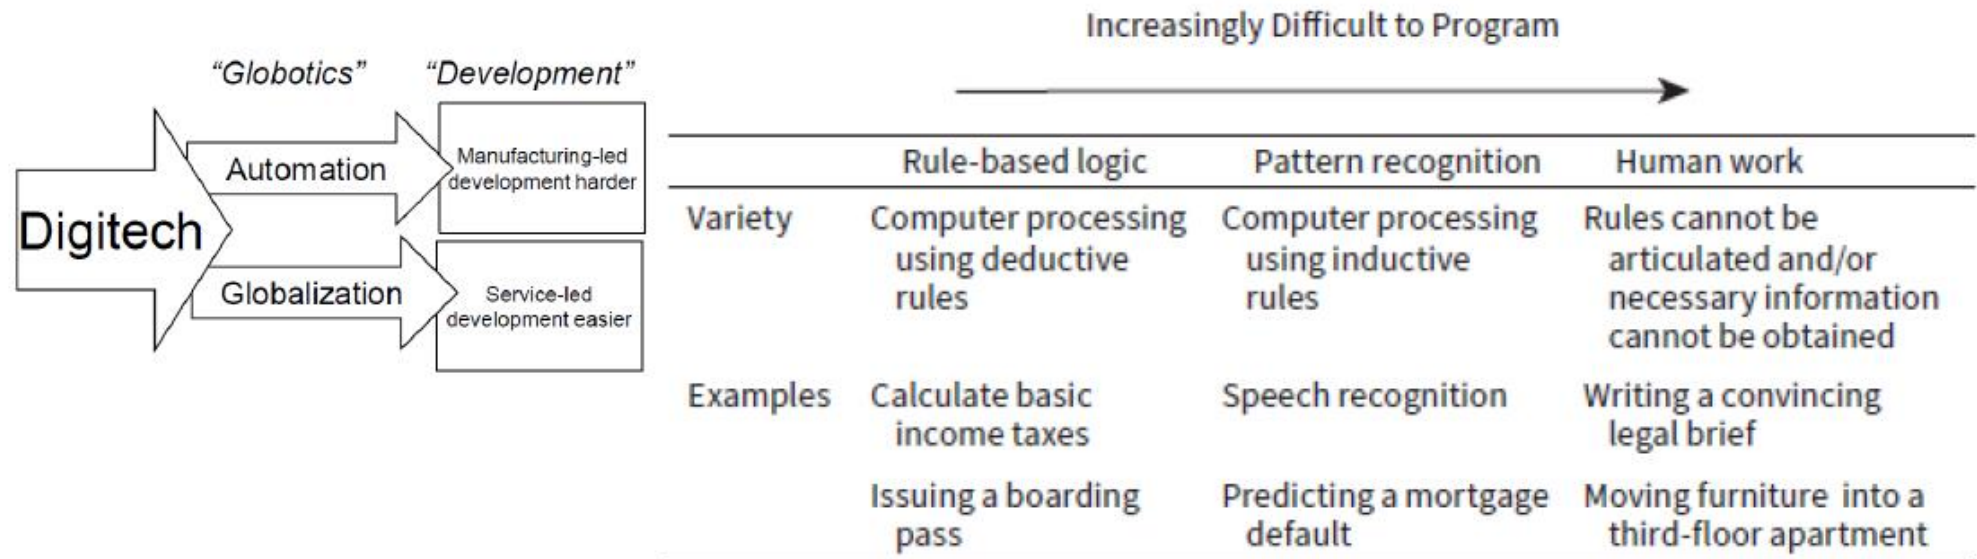 "Globotics" "Development"
Digitech
Automation
Manufacturing-led
development harder
Globalization
Service-led
development easier
Increasingly Difficult to Program
Rule-based logic Pattern recognition Human work
Variety Computer processing Computer processing Rules cannot be
using deductive using inductive articulated and/or
rules rules necessary information
cannot be obtained
Examples Calculate basic Speech recognition Writing a convincing
income taxes legal brief
Issuing a boarding Predicting a mortgage Moving furniture into a
pass default third-floor apartment